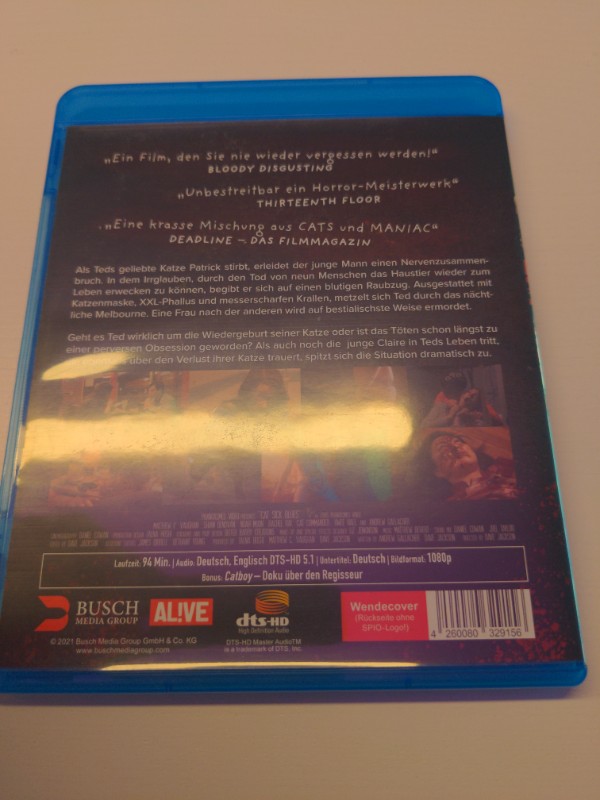 „Ein Film, den Sie nie wieder vergessen werden!"
BLOODY DISGUSTING
„Unbestreitbar ein Horror-Meisterwerk"
THIRTEENTH FLOOR
„Eine krasse Mischung aus CATS und MANIAC"
DEADLINE – DAS FILMMAGAZIN
Als Teds geliebte Katze Patrick stirbt, erleidet der junge Mann einen Nervenzusammen-
bruch. In dem Irrglauben, durch den Tod von neun Menschen das Haustier wieder zum
Leben erwecken zu können, begibt er sich auf einen blutigen Raubzug. Ausgestattet mit
Katzenmaske, XXL-Phallus und messerscharfen Krallen, metzelt sich Ted durch das nächt-
liche Melbourne. Eine Frau nach der anderen wird auf bestialischste Weise ermordet.
Geht es Ted wirklich um die Wiedergeburt seiner Katze oder ist das Töten schon längst zu
einer perversen Obsession geworden? Als auch noch die junge Claire in Teds Leben tritt,
über den Verlust ihrer Katze trauert, spitzt sich die Situation dramatisch zu.
Laufzeit: 94 Min. | Audio: Deutsch, Englisch DTS-HD 5.1 | Untertitel: Deutsch | Bildformat: 1080p
Bonus: Catboy – Doku über den Regisseur
BUSCH
MEDIA GROUP
AL!VE
dts-HD
High Definition Audio
Wendecover
(Rückseite ohne
SPIO-Logo!)
© 2021 Busch Media Group GmbH & Co. KG
www.buschmediagroup.com
DTS-HD Master Audio™
is a trademark of DTS, Inc.
4 260080 329156